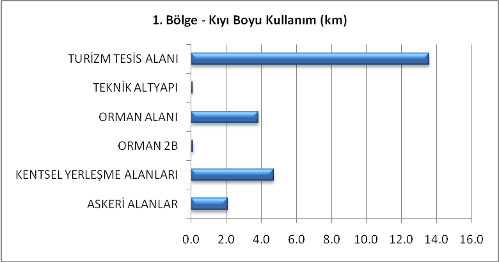 1. Bölge - Kıyı Boyu Kullanım (km)
TURİZM TESİS ALANI
TEKNİK ALTYAPI
ORMAN ALANI
ORMAN 2B
KENTSEL YERLEŞME ALANLARI
ASKERİ ALANLAR
0.0 2.0 4.0 6.0 8.0 10.0 12.0 14.0 16.0